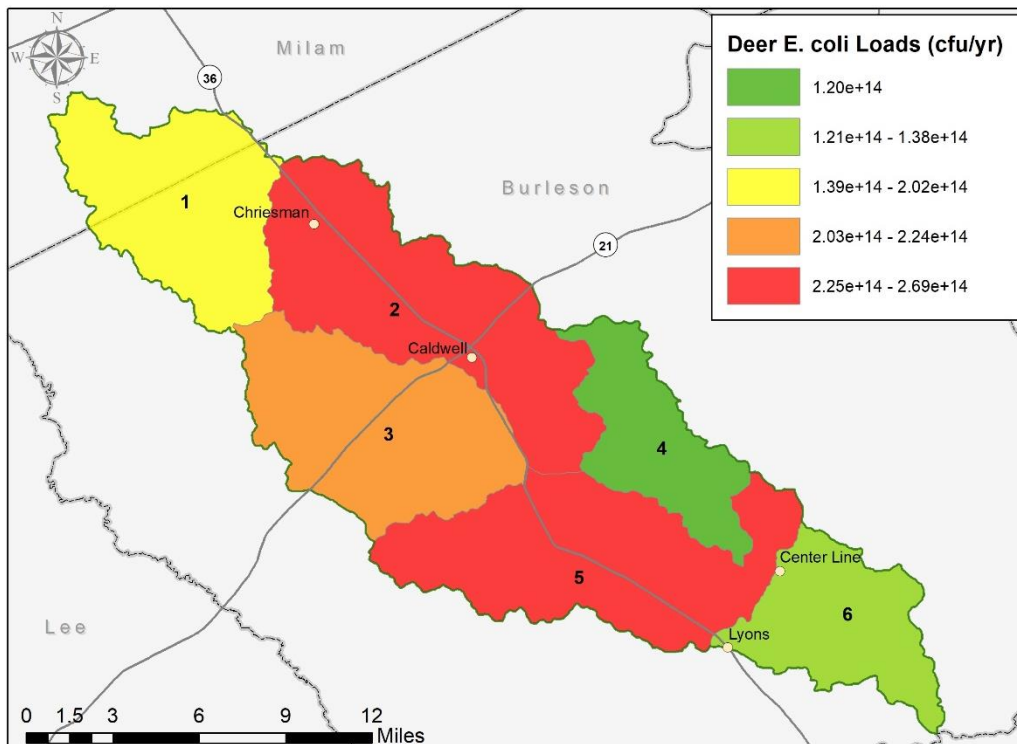 N
W E
S
Milam
36
Deer E. coli Loads (cfu/yr)
1.20e+14
1.21e+14 - 1.38e+14
1.39e+14 - 2.02e+14
2.03e+14 - 2.24e+14
2.25e+14 - 2.69e+14
Burleson
1
Chriesman
21
2
Caldwell
3
4
Center Line
5
6
Lee
Lyons
0 1.5 3 6 9 12
Miles